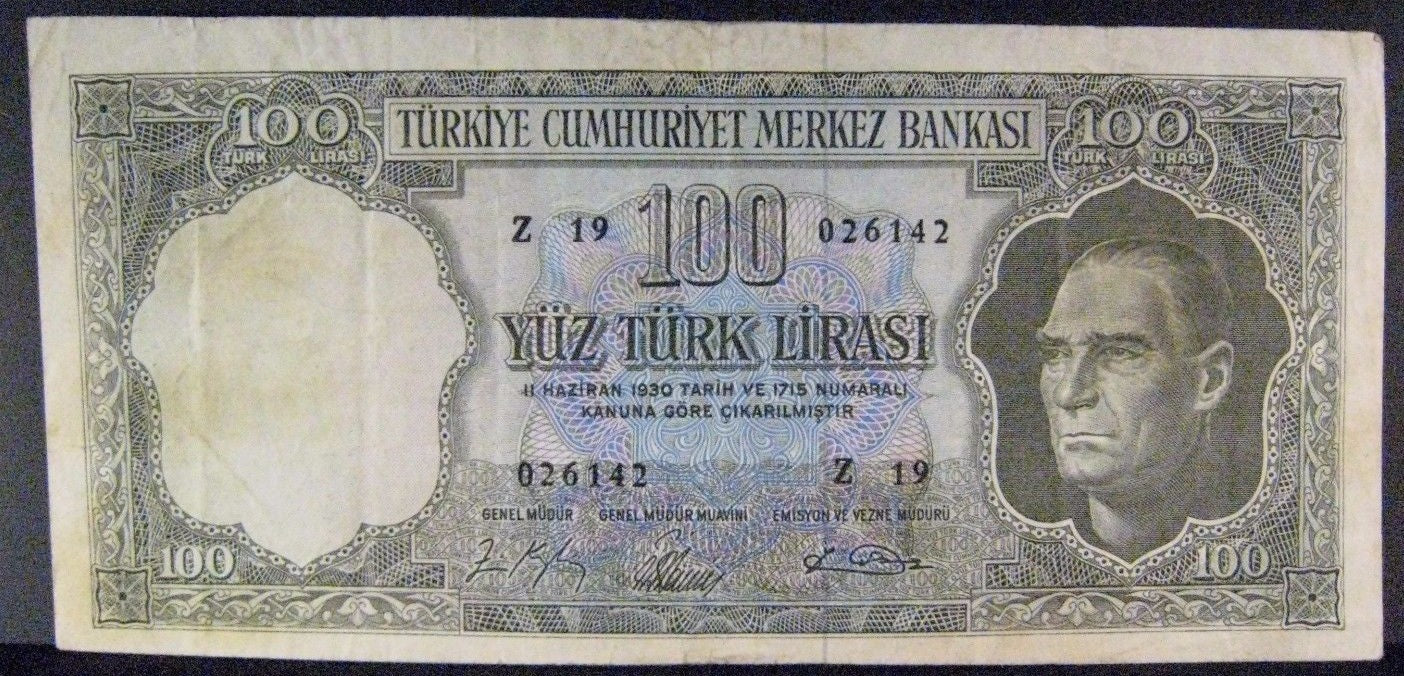 100 TÜRKİYE CUMHURİYET MERKEZ BANKASI 100
TÜRK LİRASI TÜRK LİRASI
Z 19 100 026142
YÜZ TÜRK LİRASI
11 HAZİRAN 1930 TARİH VE 1715 NUMARALI
KANUNA GÖRE ÇIKARILMIŞTIR
026142 Z 19
GENEL MÜDÜR GENEL MÜDÜR MUAVİNİ EMİSYON VE VEZNE MÜDÜRÜ
100 100